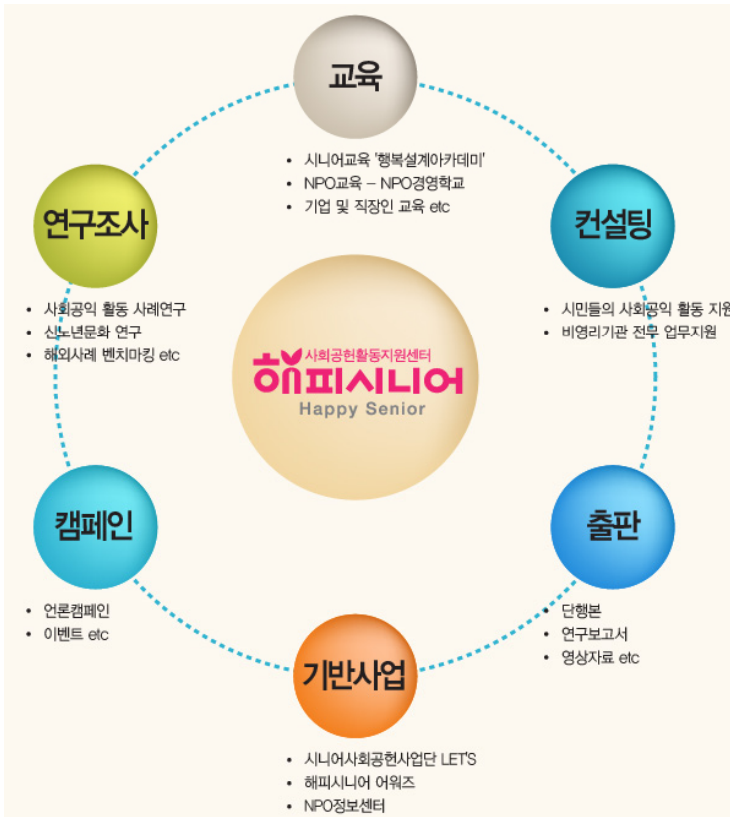 교육
• 시니어교육 '행복설계아카데미'
• NPO교육 – NPO경영학교
• 기업 및 직장인 교육 etc
연구조사
• 사회공익 활동 사례연구
• 신노년문화 연구
• 해외사례 벤치마킹 etc
컨설팅
• 시민들의 사회공익 활동 지원
• 비영리기관 전무 업무지원
사회공헌활동지원센터
해피시니어
Happy Senior
캠페인
• 언론캠페인
• 이벤트 etc
출판
• 단행본
• 연구보고서
• 영상자료 etc
기반사업
• 시니어사회공헌사업단 LET'S
• 해피시니어 어워즈
• NPO정보센터